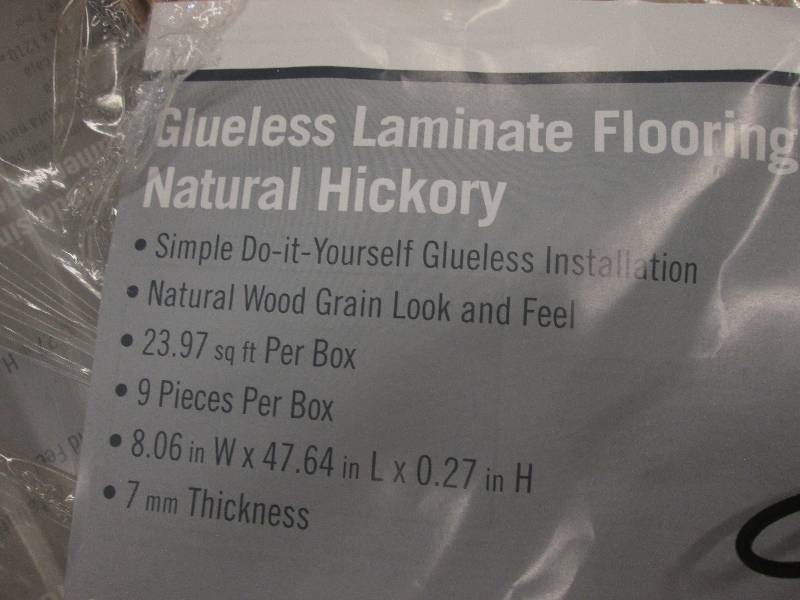 Glueless Laminate Flooring
Natural Hickory
• Simple Do-it-Yourself Glueless Installation
• Natural Wood Grain Look and Feel
• 23.97 sq ft Per Box
• 9 Pieces Per Box
• 8.06 in W x 47.64 in L x 0.27 in H
• 7 mm Thickness